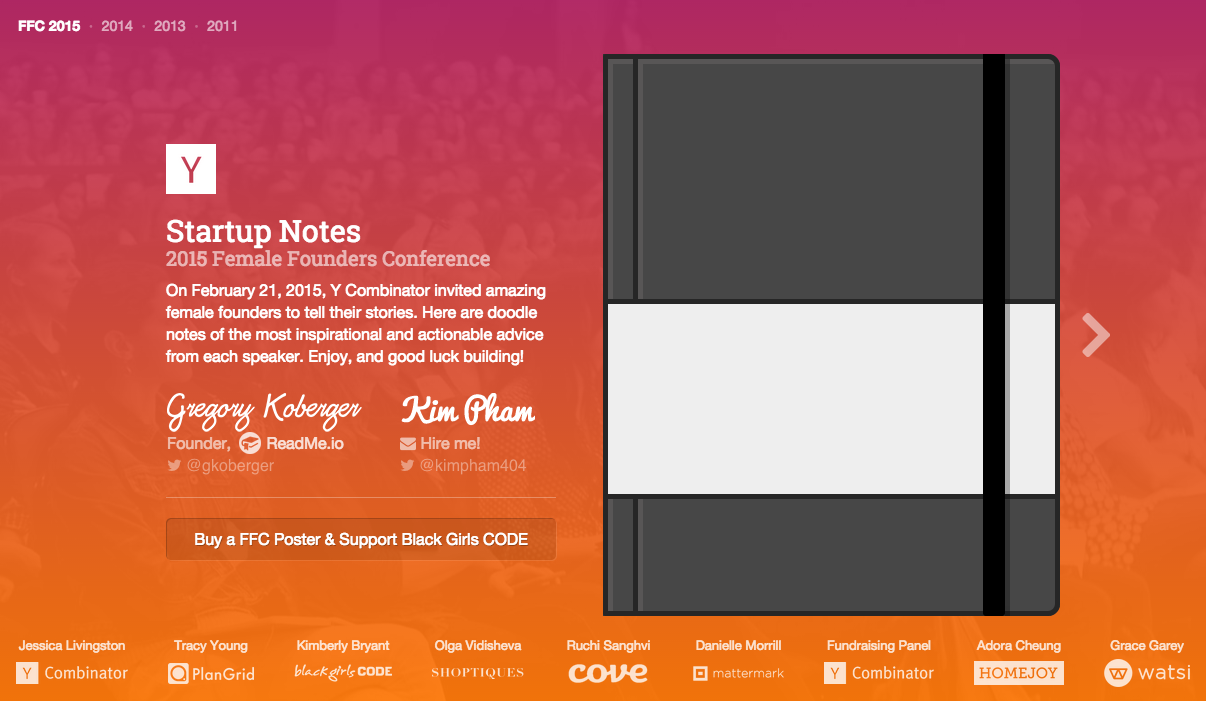 FFC 2015 · 2014 · 2013 · 2011
Y
Startup Notes
2015 Female Founders Conference
On February 21, 2015, Y Combinator invited amazing
female founders to tell their stories. Here are doodle
notes of the most inspirational and actionable advice
from each speaker. Enjoy, and good luck building!
Gregory Koberger
Founder, ReadMe.io
@gkoberger
Kim Pham
Hire me!
@kimpham404
Buy a FFC Poster & Support Black Girls CODE
Jessica Livingston
Y Combinator
Tracy Young
PlanGrid
Kimberly Bryant
black girls CODE
Olga Vidisheva
SHOPTIQUES
Ruchi Sanghvi
cove
Danielle Morrill
mattermark
Fundraising Panel
Y Combinator
Adora Cheung
HOMEJOY
Grace Garey
watsi